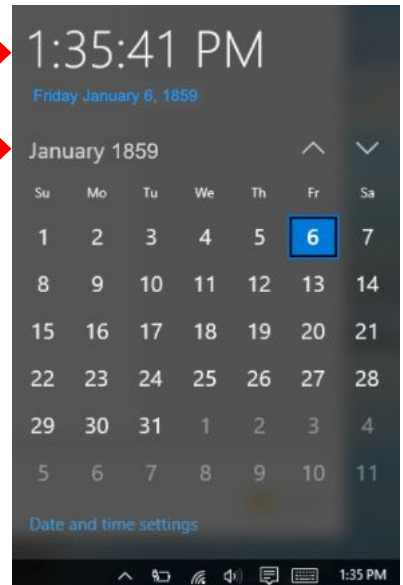 1:35:41 PM
Friday January 6, 1859
January 1859
Su Mo Tu We Th Fr Sa
1 2 3 4 5 6 7
8 9 10 11 12 13 14
15 16 17 18 19 20 21
22 23 24 25 26 27 28
29 30 31 1 2 3 4
5 6 7 8 9 10 11
Date and time settings
1:35 PM